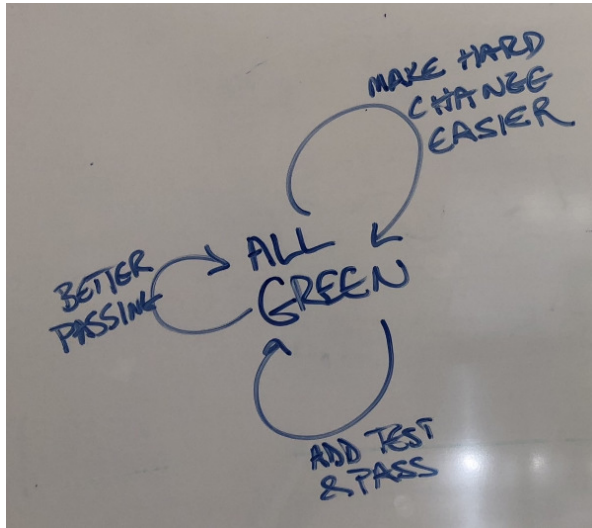 MAKE HARD
CHANGE
EASIER
ALL
GREEN
BETTER
PASSING
ADD TEST
& PASS